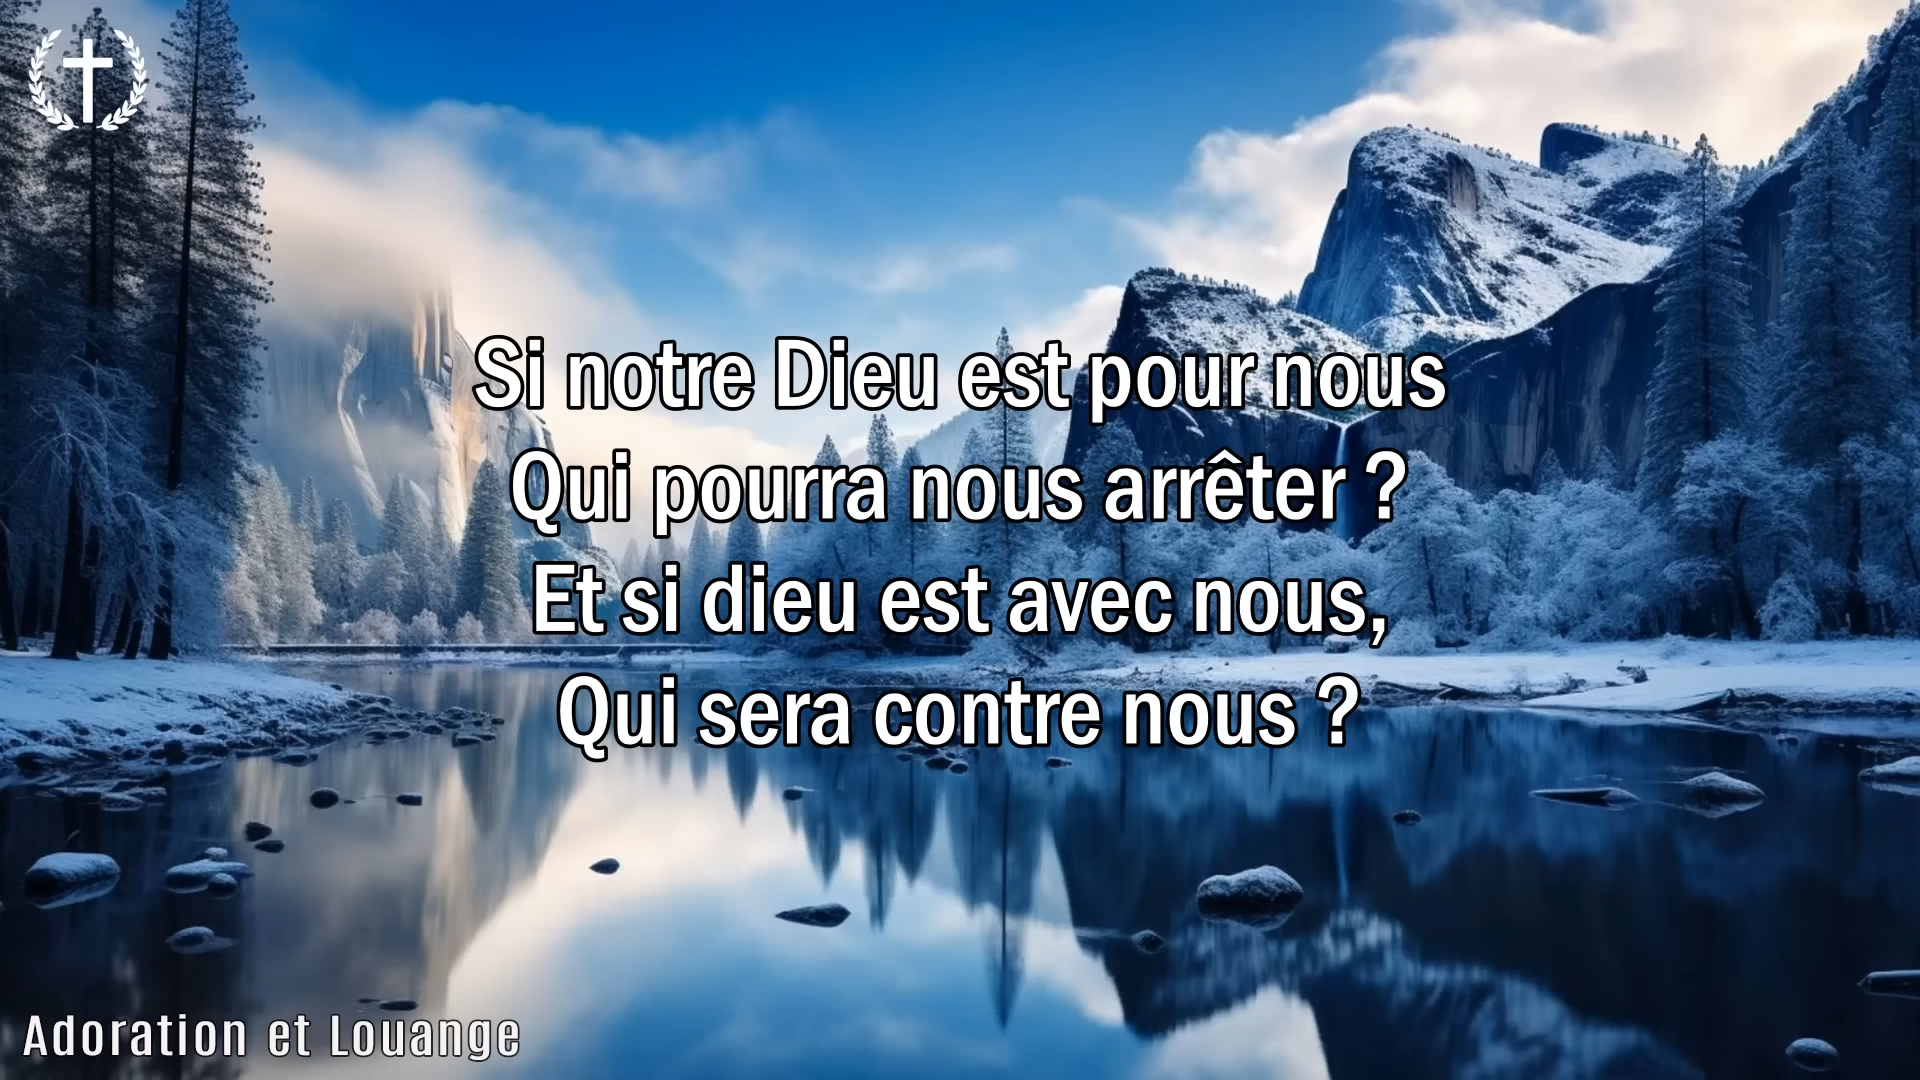 Si notre Dieu est pour nous
Qui pourra nous arrêter ?
Et si dieu est avec nous,
Qui sera contre nous ?
Adoration et Louange